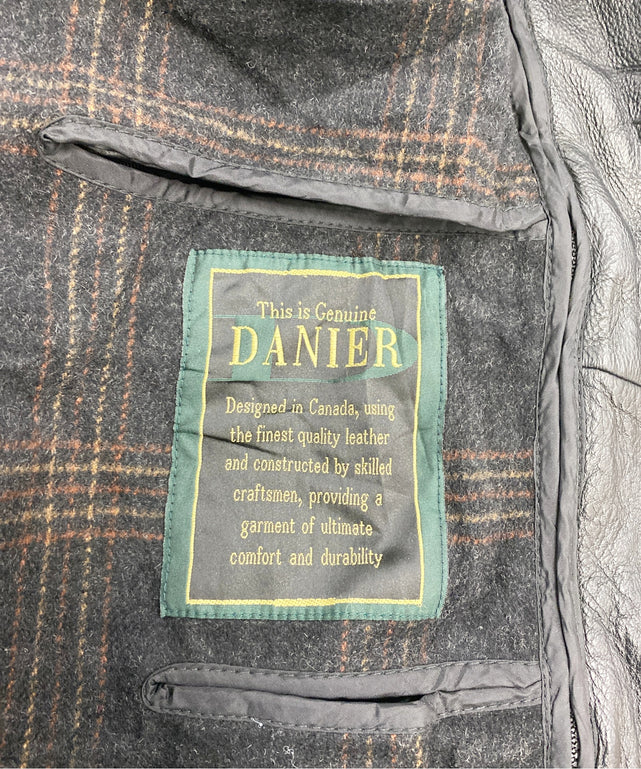 This is Genuine
DANIER
Designed in Canada, using
the finest quality leather
and constructed by skilled
craftsmen, providing a
garment of ultimate
comfort and durability